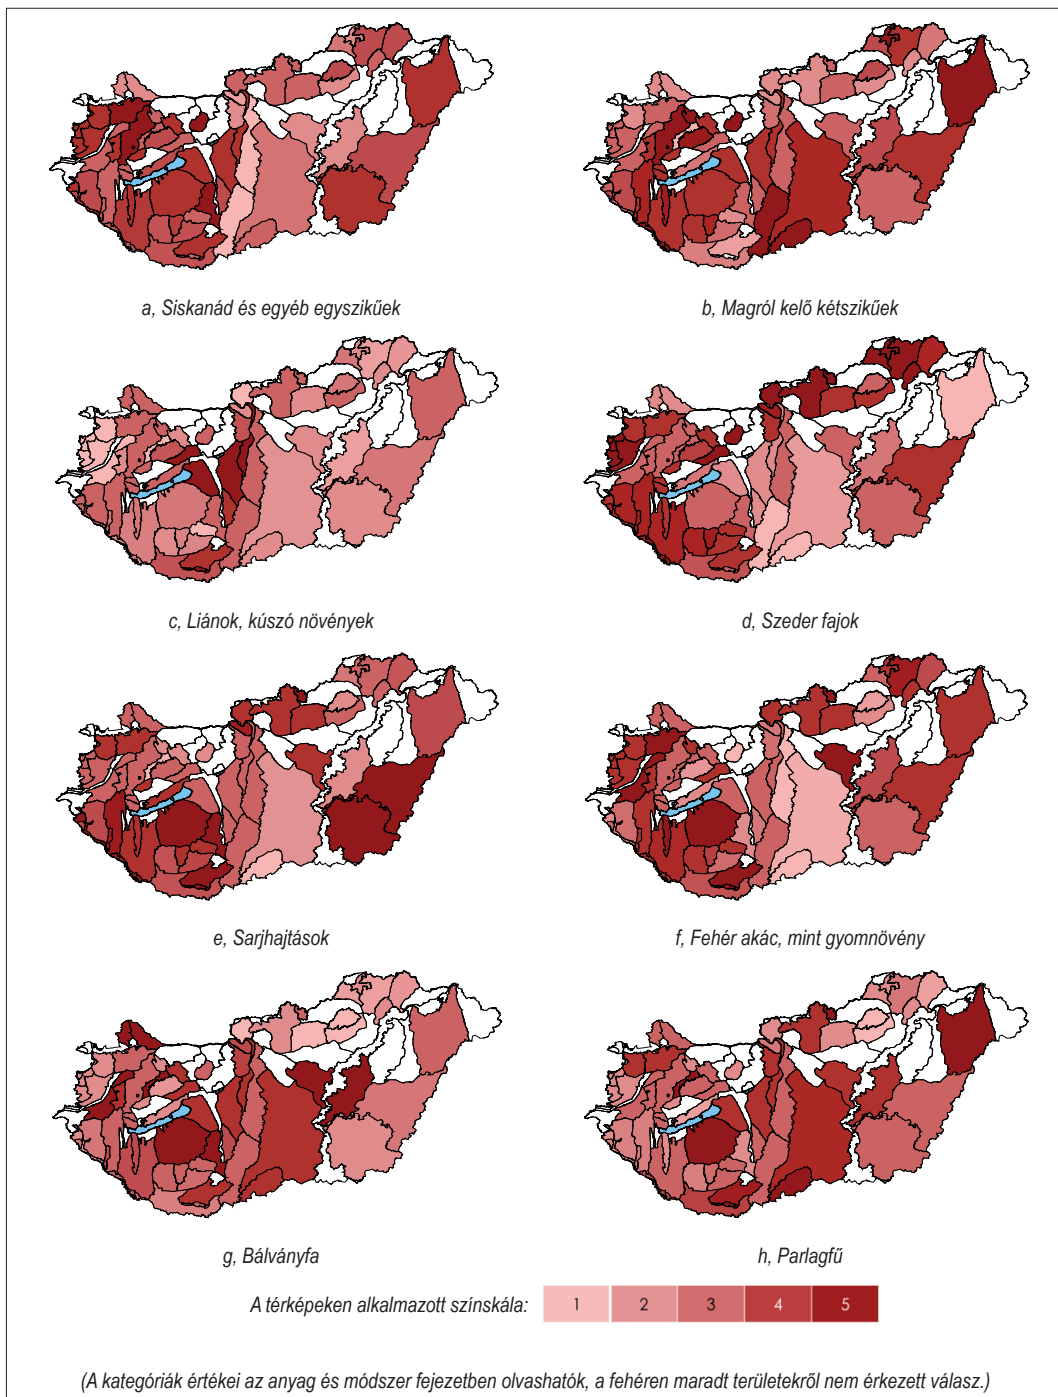 a, Siskanád és egyéb egyszikűek
b, Magról kelő kétszikűek
c, Liánok, kúszó növények
d, Szeder fajok
e, Sarjhajtások
f, Fehér akác, mint gyomnövény
g, Bálványfa
h, Parlagfű
A térképeken alkalmazott színskála: 1 2 3 4 5
(A kategóriák értékei az anyag és módszer fejezetben olvashatók, a fehéren maradt területekről nem érkezett válasz.)